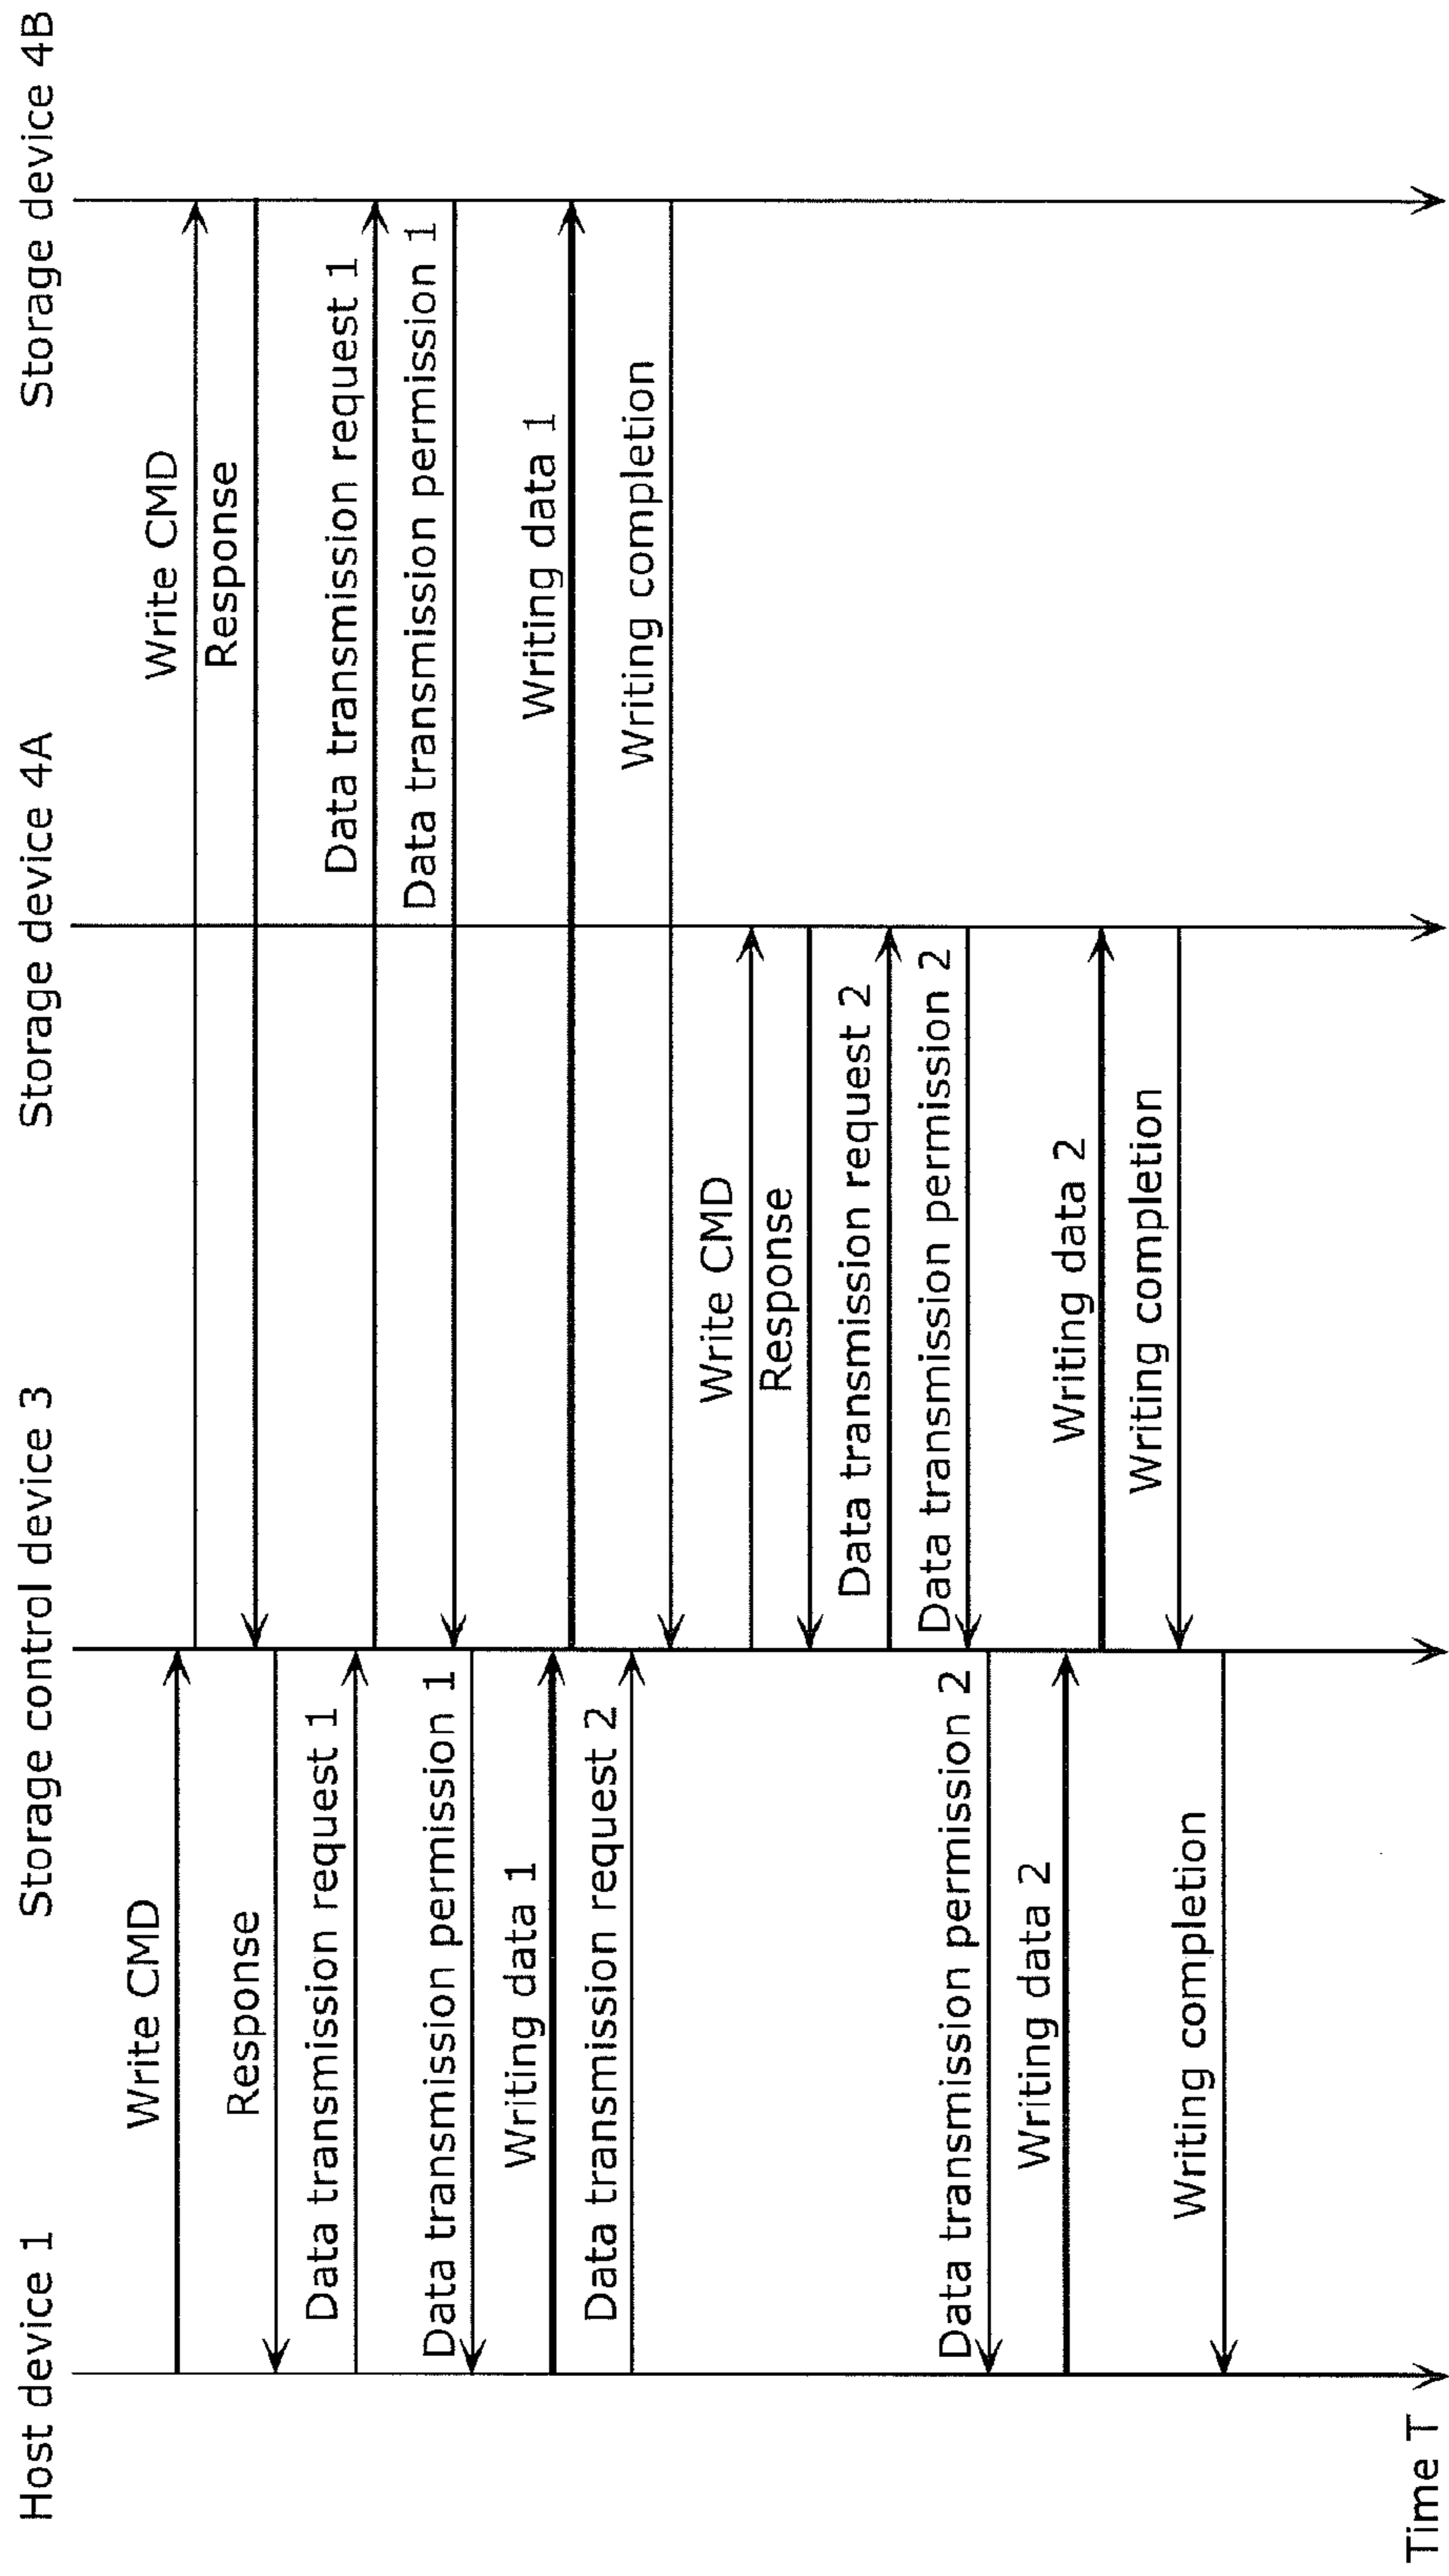 Host device 1
Storage control device 3
Storage device 4A
Storage device 4B
Write CMD
Write CMD
Response
Response
Data transmission request 1
Data transmission request 1
Data transmission permission 1
Data transmission permission 1
Writing data 1
Writing data 1
Data transmission request 2
Writing completion
Write CMD
Response
Data transmission request 2
Data transmission permission 2
Data transmission permission 2
Writing data 2
Writing data 2
Writing completion
Writing completion
Time T